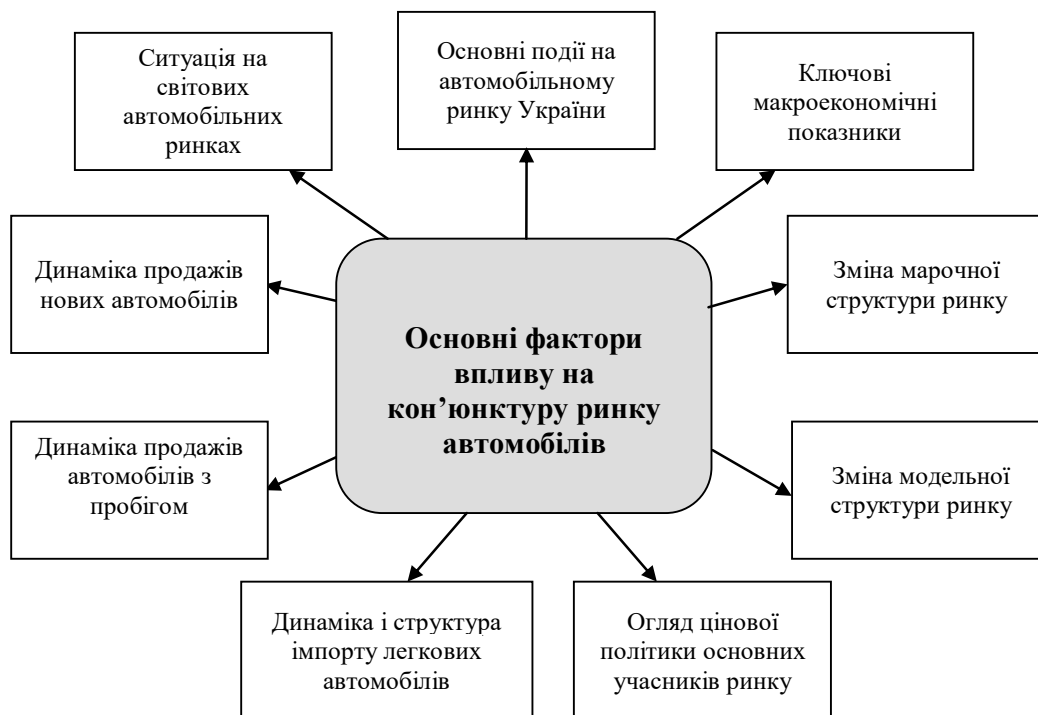 Ситуація на
світових
автомобільних
ринках
Основні події на
автомобільному
ринку України
Ключові
макроекономічні
показники
Динаміка продажів
нових автомобілів
Зміна марочної
структури ринку
Основні фактори
впливу на
кон’юнктуру ринку
автомобілів
Динаміка продажів
автомобілів з
пробігом
Зміна модельної
структури ринку
Динаміка і структура
імпорту легкових
автомобілів
Огляд цінової
політики основних
учасників ринку